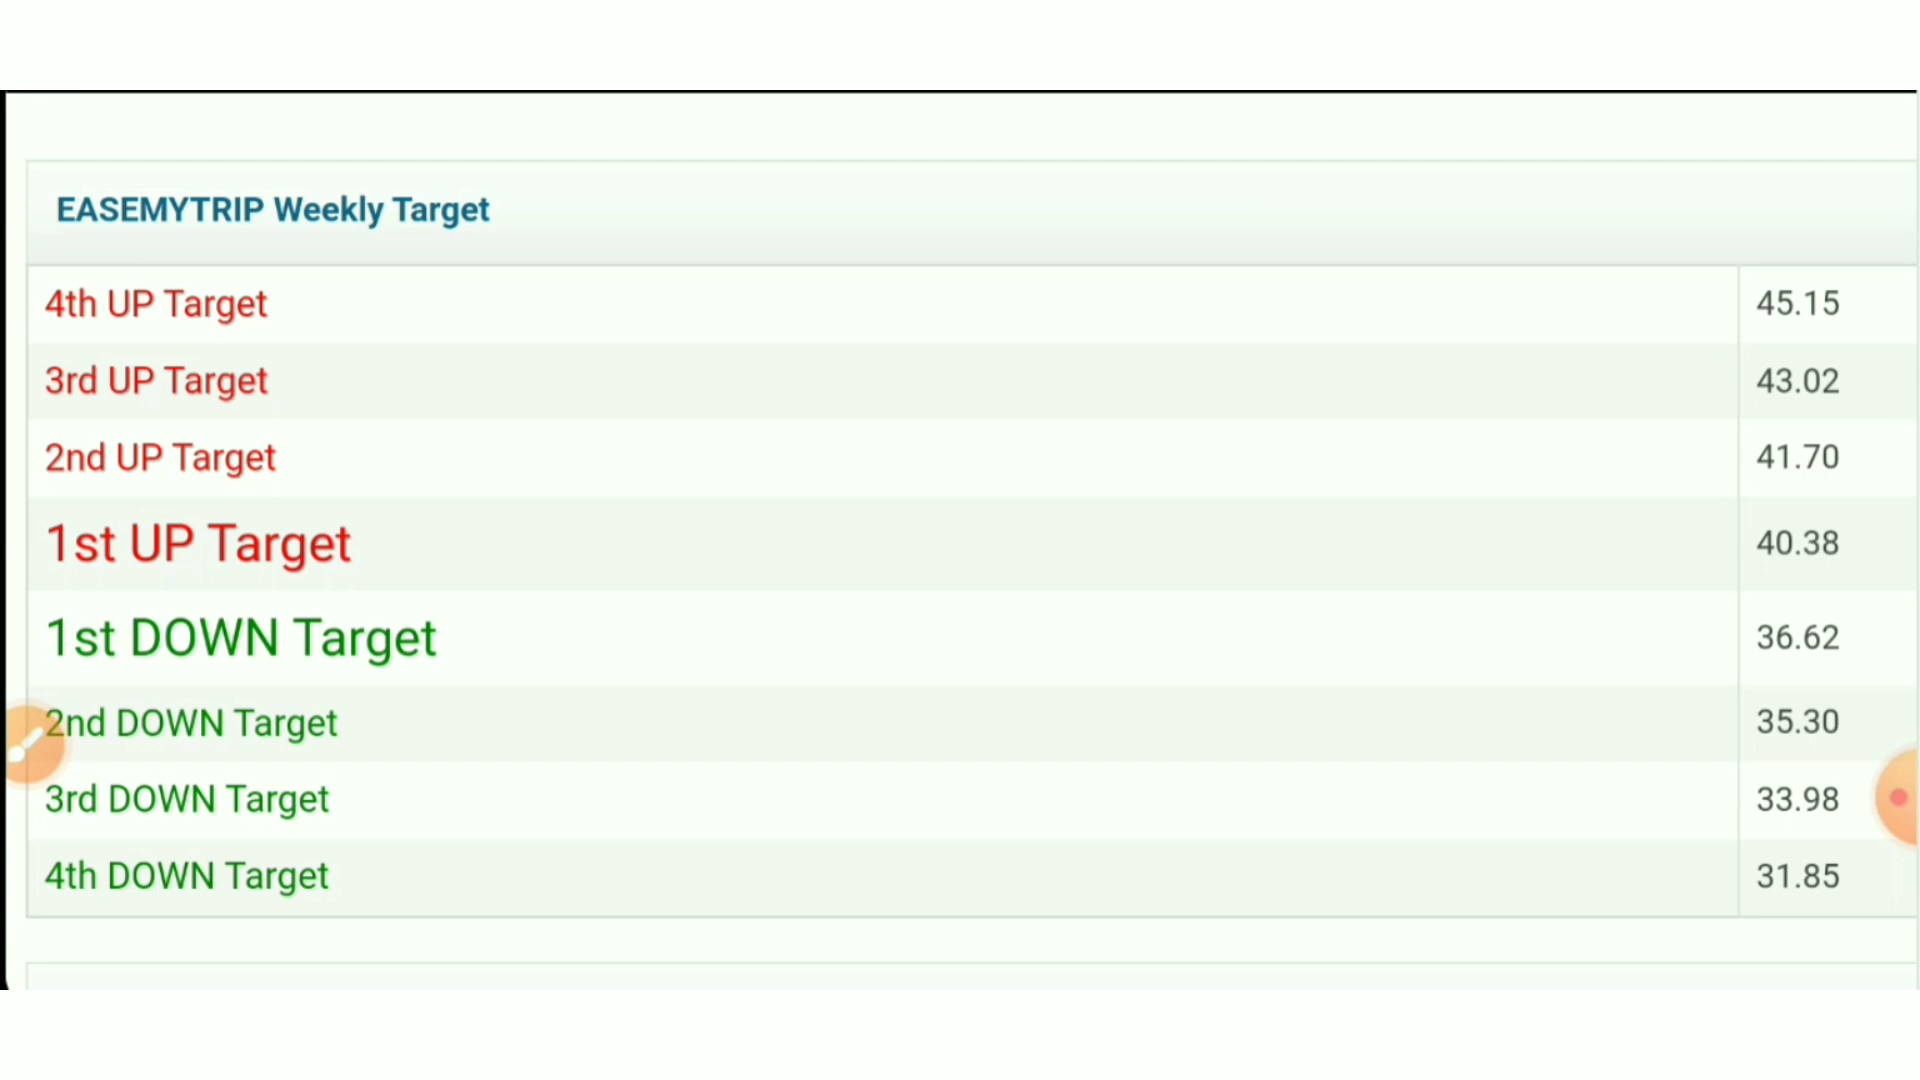 EASEMYTRIP Weekly Target
4th UP Target 45.15
3rd UP Target 43.02
2nd UP Target 41.70
1st UP Target 40.38
1st DOWN Target 36.62
2nd DOWN Target 35.30
3rd DOWN Target 33.98
4th DOWN Target 31.85